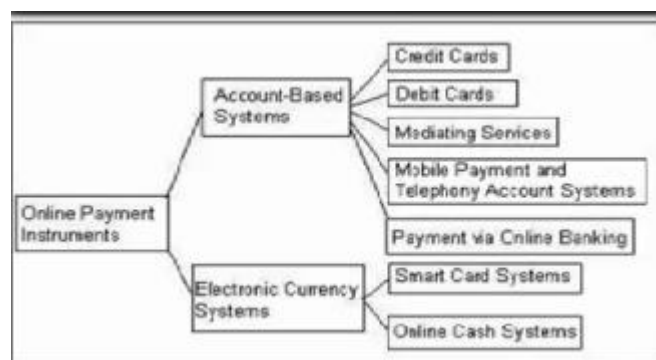 Online Payment
Instruments
Account-Based
Systems
Credit Cards
Debit Cards
Mediating Services
Mobile Payment and
Telephony Account Systems
Payment via Online Banking
Electronic Currency
Systems
Smart Card Systems
Online Cash Systems